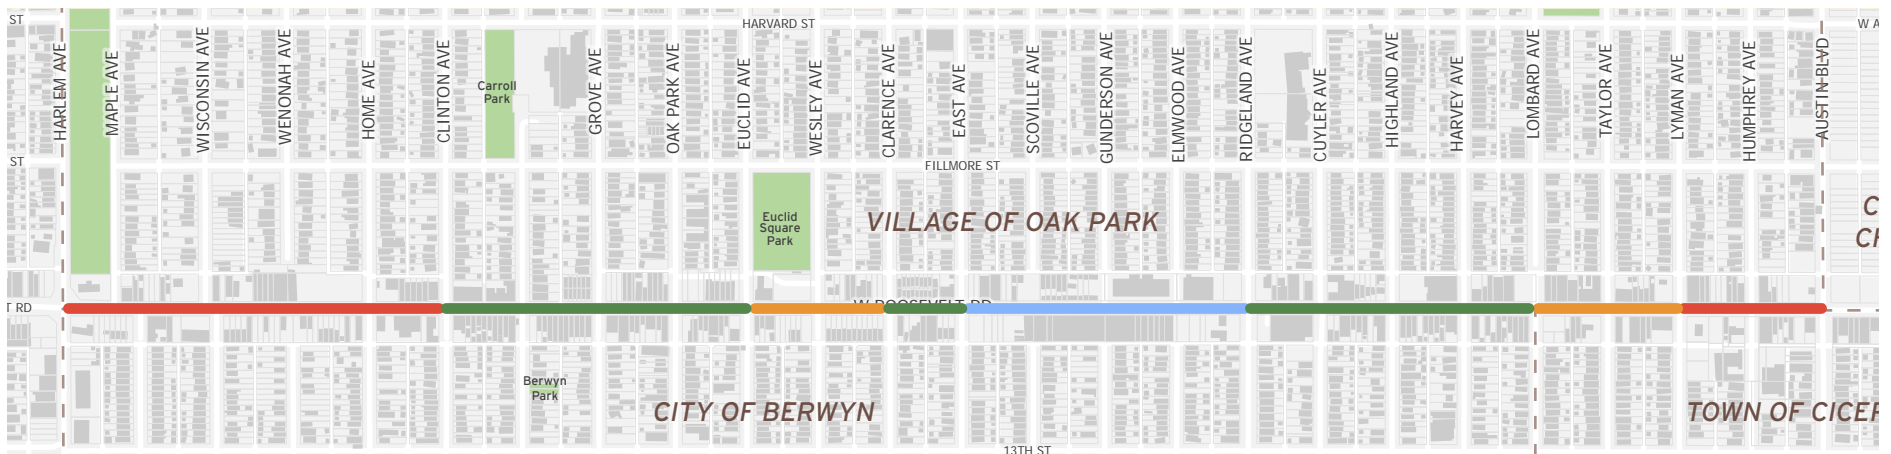 ST
HARVARD ST
W A
HARLEM AVE
MAPLE AVE
WISCONSIN AVE
WENONAH AVE
HOME AVE
CLINTON AVE
Carroll
Park
GROVE AVE
OAK PARK AVE
EUCLID AVE
WESLEY AVE
CLARENCE AVE
EAST AVE
SCOVILLE AVE
GUNDERSON AVE
ELMWOOD AVE
RIDGELAND AVE
CUYLER AVE
HIGHLAND AVE
HARVEY AVE
LOMBARD AVE
TAYLOR AVE
LYMAN AVE
HUMPHREY AVE
AUSTIN BLVD
ST
FILLMORE ST
Euclid
Square
Park
VILLAGE OF OAK PARK
C
CH
T RD
W ROOSEVELT RD
Berwyn
Park
CITY OF BERWYN
TOWN OF CICER
13TH ST